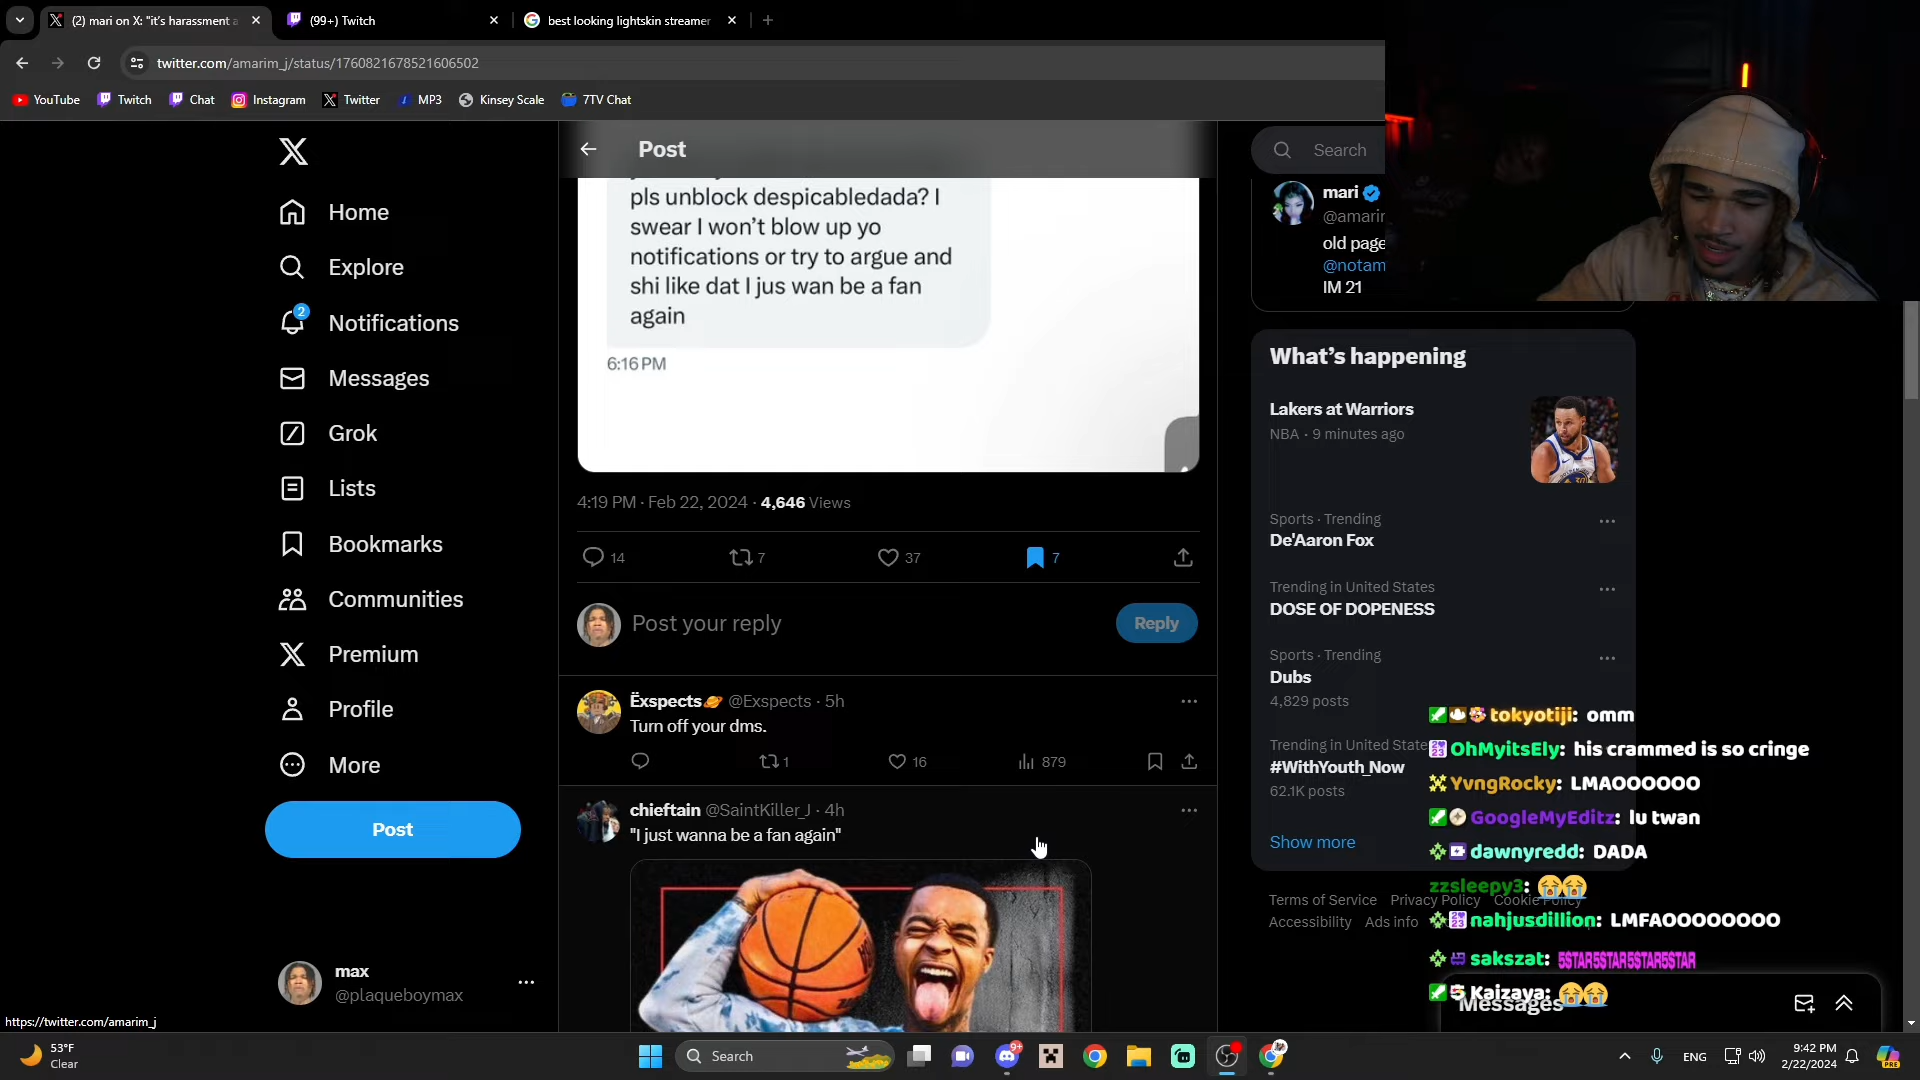 (2) mari on X: "it's harassment a
(99+) Twitch
best looking lightskin streamer
twitter.com/amarim_j/status/1760821678521606502
YouTube
Twitch
Chat
Instagram
Twitter
MP3
Kinsey Scale
7TV Chat
Home
Explore
2
Notifications
Messages
Grok
Lists
Bookmarks
Communities
Premium
Profile
More
Post
max
@plaqueboymax
https://twitter.com/amarim_j
Post
pls unblock despicabledada? I
swear I won't blow up yo
notifications or try to argue and
shi like dat I jus wan be a fan
again
6:16 PM
4:19 PM · Feb 22, 2024 · 4,646 Views
14
7
37
7
Post your reply
Reply
Ëxspects🪐 @Exspects · 5h
Turn off your dms.
1
16
879
chieftain @SaintKiller_J · 4h
"I just wanna be a fan again"
Search
mari
@amarim
old page
@notam
IM 21
What's happening
Lakers at Warriors
NBA · 9 minutes ago
Sports · Trending
De'Aaron Fox
Trending in United States
DOSE OF DOPENESS
Sports · Trending
Dubs
4,829 posts
Trending in United State
#WithYouth_Now
62.1K posts
Show more
Terms of Service Privacy Policy Cookie Policy
Accessibility Ads info
tokyotiji: omm
OhMyitsEly: his crammed is so cringe
YvngRocky: LMAOOOOOO
GoogleMyEditz: lu twan
dawnyredd: DADA
zzsleepy3: 😭😭
nahjusdillion: LMFAOOOOOOOO
sakszat: 5$TAR5$TAR5$TAR5$TAR
Kaizaya: 😭😭
Messages
53°F
Clear
Search
9+
ENG
9:42 PM
2/22/2024
PRE